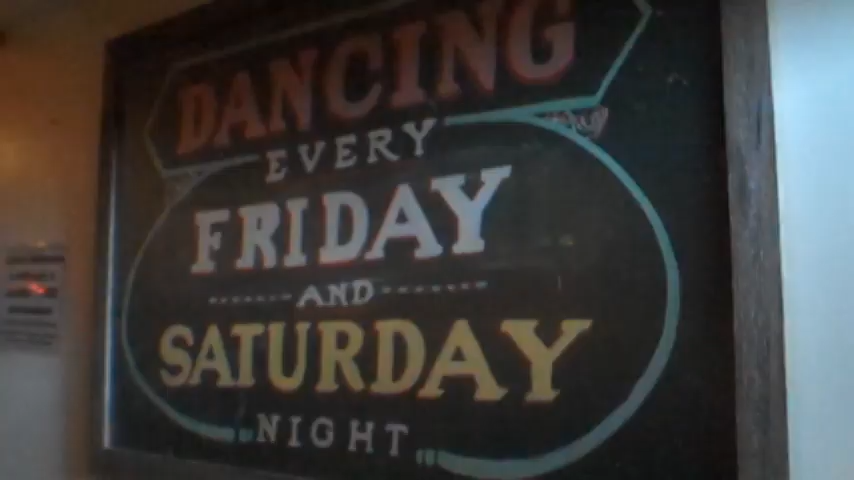 DANCING
EVERY
FRIDAY
AND
SATURDAY
NIGHT